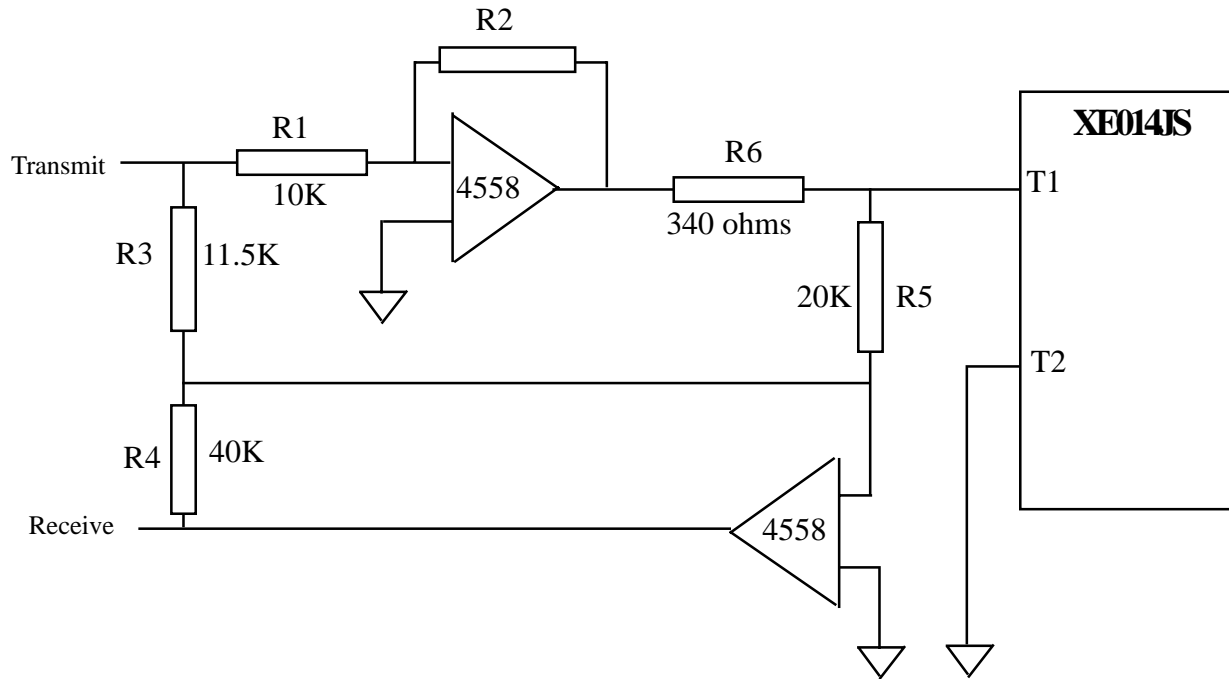 R2
XE014JS
R1
Transmit
10K
4558
R6
340 ohms
T1
R3
11.5K
20K
R5
T2
R4
40K
Receive
4558